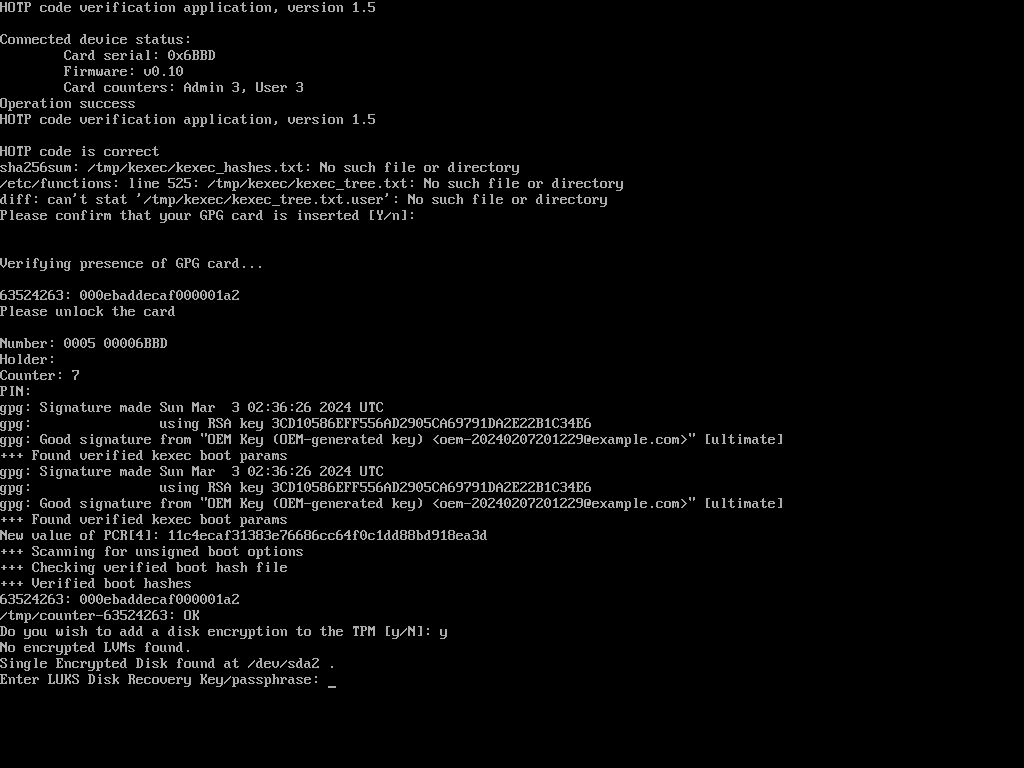 HOTP code verification application, version 1.5

Connected device status:
        Card serial: 0x6BBD
        Firmware: v0.10
        Card counters: Admin 3, User 3
Operation success
HOTP code verification application, version 1.5

HOTP code is correct
sha256sum: /tmp/kexec/kexec_hashes.txt: No such file or directory
/etc/functions: line 525: /tmp/kexec/kexec_tree.txt: No such file or directory
diff: can't stat '/tmp/kexec/kexec_tree.txt.user': No such file or directory
Please confirm that your GPG card is inserted [Y/n]:


Verifying presence of GPG card...

63524263: 000ebaddecaf000001a2
Please unlock the card

Number: 0005 00006BBD
Holder:
Counter: 7
PIN:
gpg: Signature made Sun Mar  3 02:36:26 2024 UTC
gpg:                using RSA key 3CD10586EFF556AD2905CA69791DA2E22B1C34E6
gpg: Good signature from "OEM Key (OEM-generated key) <oem-20240207201229@example.com>" [ultimate]
+++ Found verified kexec boot params
gpg: Signature made Sun Mar  3 02:36:26 2024 UTC
gpg:                using RSA key 3CD10586EFF556AD2905CA69791DA2E22B1C34E6
gpg: Good signature from "OEM Key (OEM-generated key) <oem-20240207201229@example.com>" [ultimate]
+++ Found verified kexec boot params
New value of PCR[4]: 11c4ecaf31383e76686cc64f0c1dd88bd918ea3d
+++ Scanning for unsigned boot options
+++ Checking verified boot hash file
+++ Verified boot hashes
63524263: 000ebaddecaf000001a2
/tmp/counter-63524263: OK
Do you wish to add a disk encryption to the TPM [y/N]: y
No encrypted LVMs found.
Single Encrypted Disk found at /dev/sda2 .
Enter LUKS Disk Recovery Key/passphrase: _